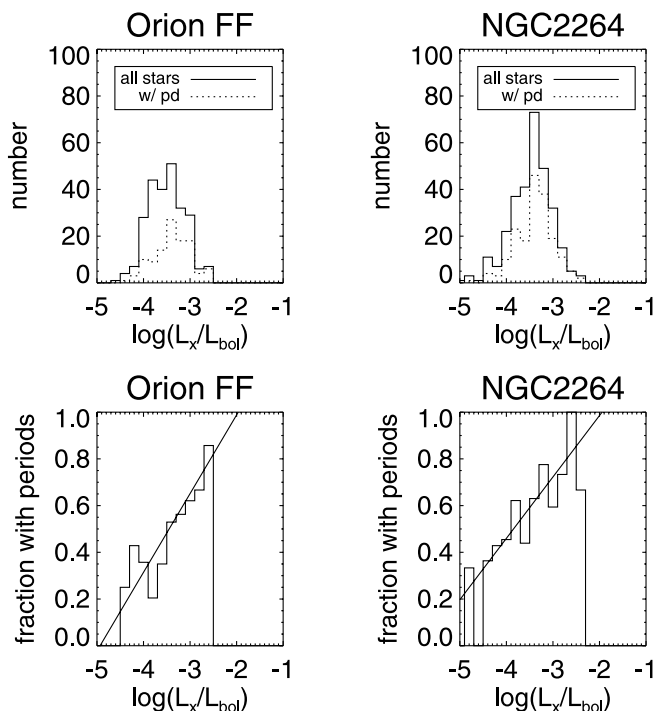 Orion FF
NGC2264
100
80
60
40
20
0
number
all stars
w/ pd
-5 -4 -3 -2 -1
log(Lx/Lbol)
100
80
60
40
20
0
number
all stars
w/ pd
-5 -4 -3 -2 -1
log(Lx/Lbol)
Orion FF
NGC2264
1.0
0.8
0.6
0.4
0.2
0.0
fraction with periods
-5 -4 -3 -2 -1
log(Lx/Lbol)
1.0
0.8
0.6
0.4
0.2
0.0
fraction with periods
-5 -4 -3 -2 -1
log(Lx/Lbol)